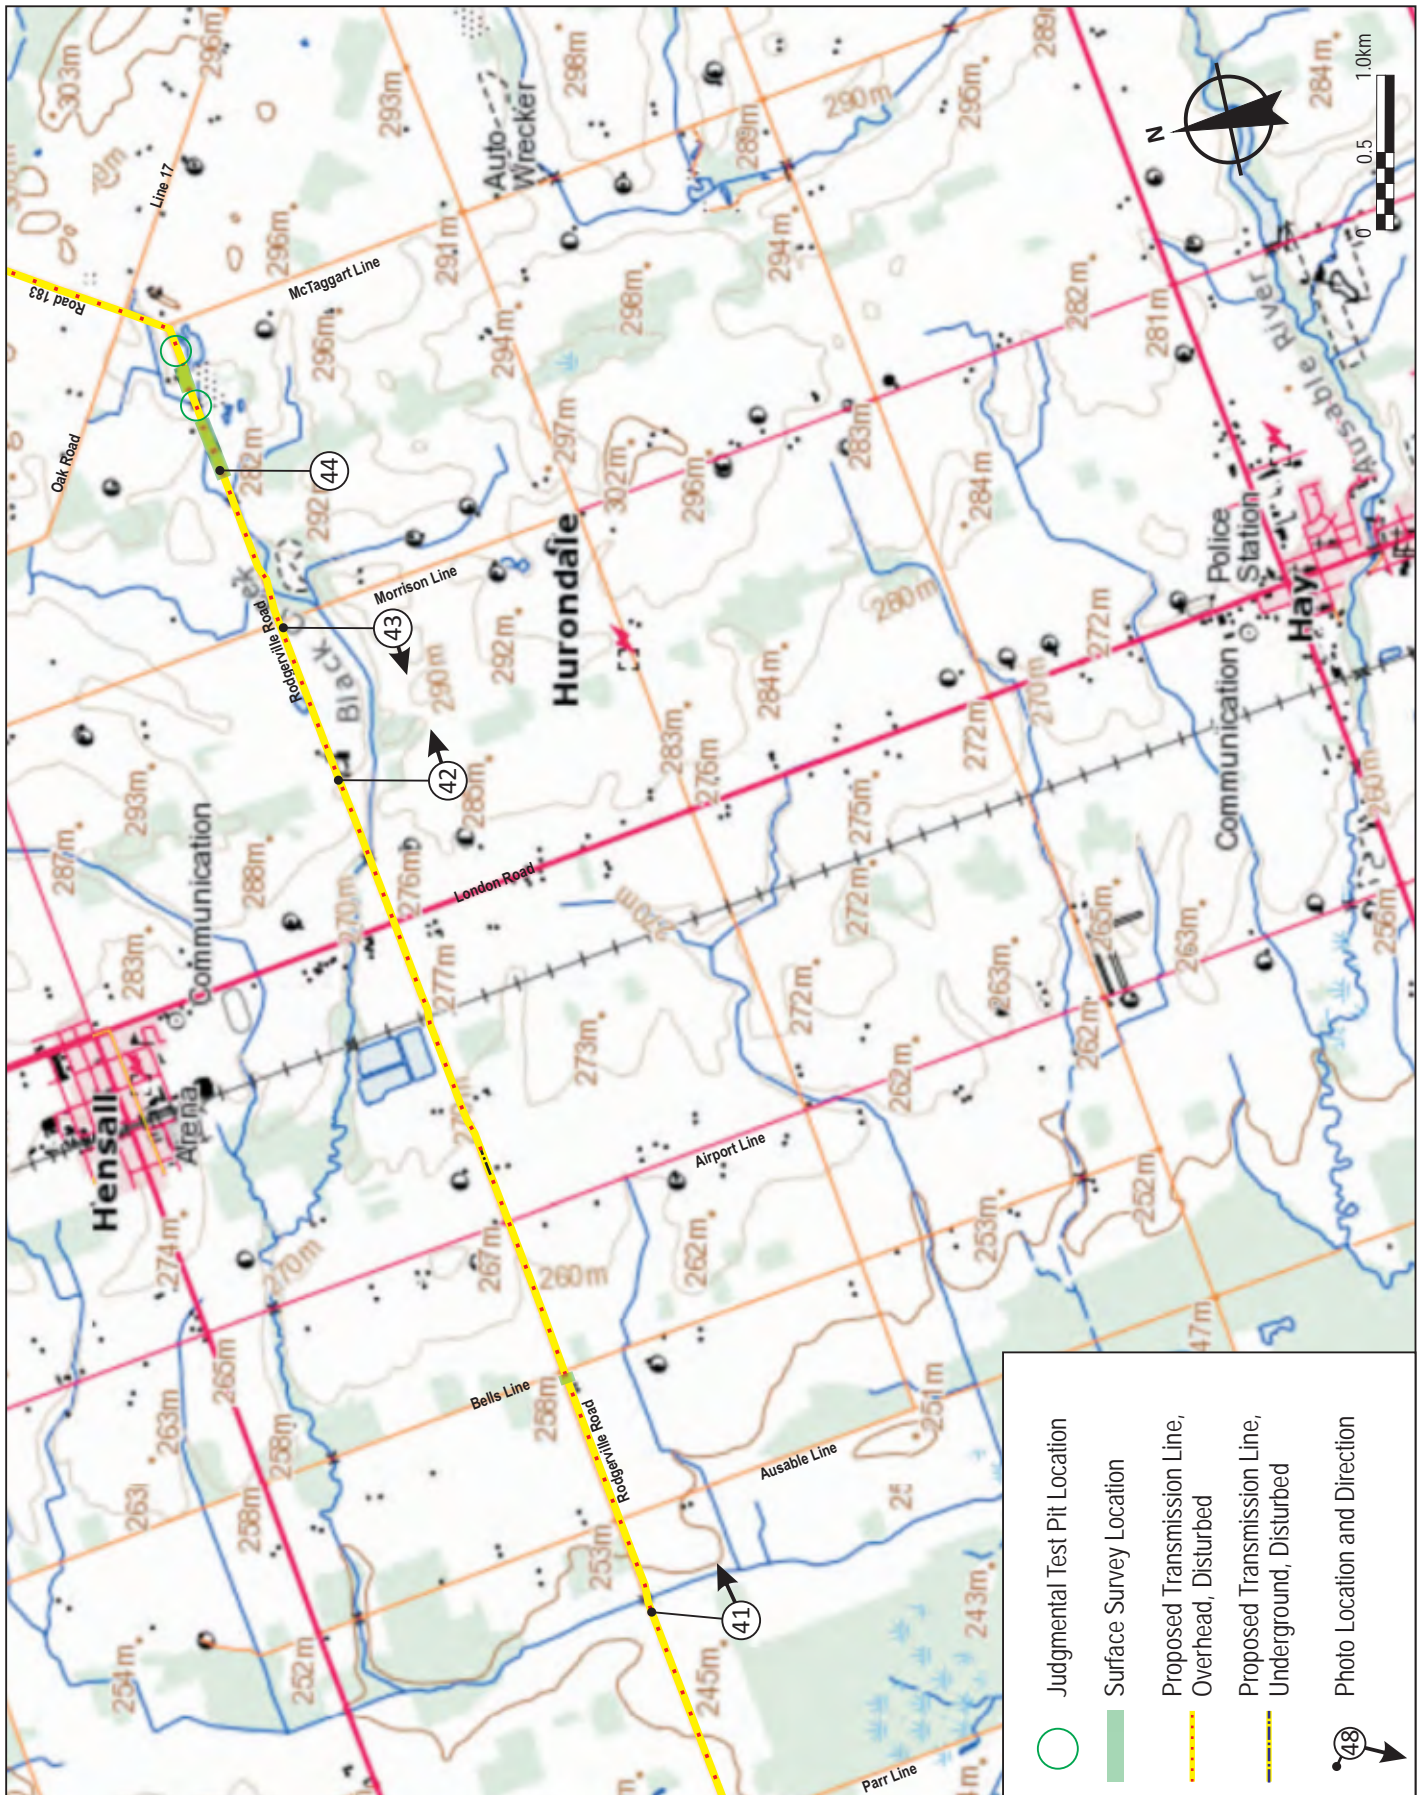 303m
296m
293m
298m
Auto
Wrecker
289m
290m
295m
289m
284m
1.0km
0.5
0
N
Line 17
Road 183
296m
McTaggart Line
291m
294m
298m
296m
294m
282m
281m
Ausable River
Oak Road
282m
44
292m
297m
302m
296m
283m
284m
Police
Station
Hay
Communication
Rodgerville Road
Black Creek
Morrison Line
43
290m
292m
Hurondale
280m
272m
284m
270m
272m
42
285m
283m
276m
275m
272m
260m
256m
287m
293m
288m
Communication
283m
270m
276m
London Road
277m
270m
265m
263m
263m
272m
273m
262m
262m
Hensall
Arena
274m
270m
267m
Airport Line
260m
262m
253m
252m
47m
265m
263m
258m
258m
Bells Line
258m
Rodgerville Road
Ausable Line
251m
25
253m
41
254m
252m
245m
243m
Parr Line
Judgmental Test Pit Location
Surface Survey Location
Proposed Transmission Line,
Overhead, Disturbed
Proposed Transmission Line,
Underground, Disturbed
48
Photo Location and Direction